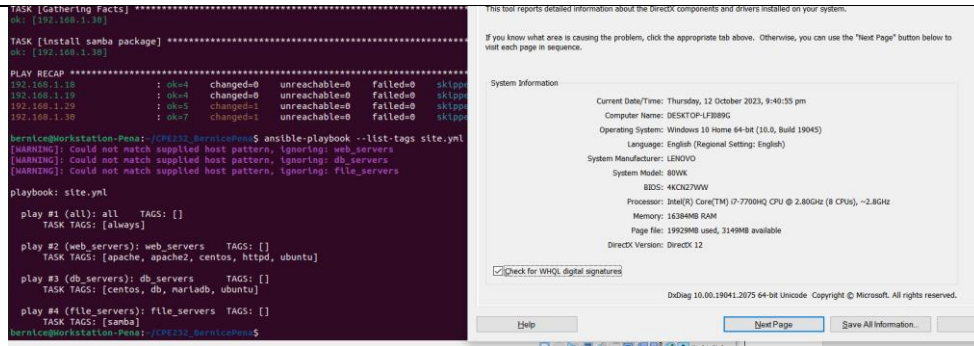 TASK [Gathering Facts] ************************************************
ok: [192.168.1.30]
TASK [install samba package] ******************************************
ok: [192.168.1.30]
PLAY RECAP ************************************************************
192.168.1.18 : ok=4 changed=0 unreachable=0 failed=0 skippe
192.168.1.19 : ok=4 changed=0 unreachable=0 failed=0 skippe
192.168.1.29 : ok=5 changed=1 unreachable=0 failed=0 skippe
192.168.1.30 : ok=7 changed=1 unreachable=0 failed=0 skippe
bernice@Workstation-Pena:~/CPE232_BernicePena$ ansible-playbook --list-tags site.yml
[WARNING]: Could not match supplied host pattern, ignoring: web_servers
[WARNING]: Could not match supplied host pattern, ignoring: db_servers
[WARNING]: Could not match supplied host pattern, ignoring: file_servers
playbook: site.yml
play #1 (all): all TAGS: []
TASK TAGS: [always]
play #2 (web_servers): web_servers TAGS: []
TASK TAGS: [apache, apache2, centos, httpd, ubuntu]
play #3 (db_servers): db_servers TAGS: []
TASK TAGS: [centos, db, mariadb, ubuntu]
play #4 (file_servers): file_servers TAGS: []
TASK TAGS: [samba]
bernice@Workstation-Pena:~/CPE232_BernicePena$
This tool reports detailed information about the DirectX components and drivers installed on your system.
If you know what area is causing the problem, click the appropriate tab above. Otherwise, you can use the "Next Page" button below to
visit each page in sequence.
System Information
Current Date/Time: Thursday, 12 October 2023, 9:40:55 pm
Computer Name: DESKTOP-LFI089G
Operating System: Windows 10 Home 64-bit (10.0, Build 19045)
Language: English (Regional Setting: English)
System Manufacturer: LENOVO
System Model: 80WK
BIOS: 4KCN27WW
Processor: Intel(R) Core(TM) i7-7700HQ CPU @ 2.80GHz (8 CPUs), ~2.8GHz
Memory: 16384MB RAM
Page file: 19929MB used, 3149MB available
DirectX Version: DirectX 12
Check for WHQL digital signatures
DxDiag 10.00.19041.2075 64-bit Unicode Copyright © Microsoft. All rights reserved.
Help
Next Page
Save All Information...